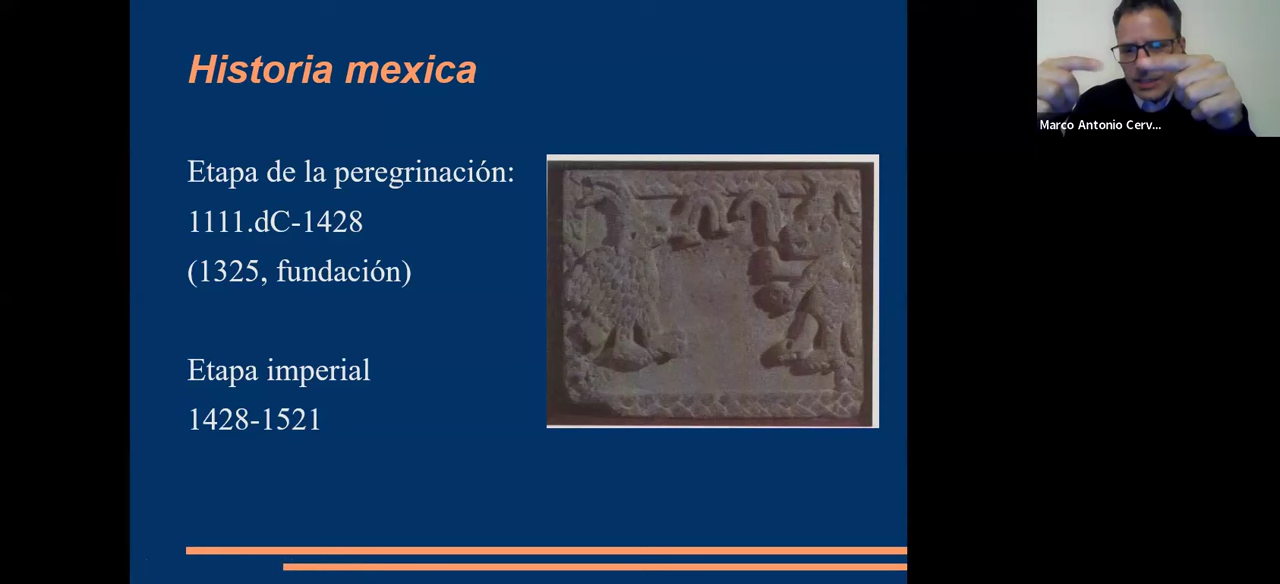 Historia mexica
Etapa de la peregrinación:
1111.dC-1428
(1325, fundación)
Etapa imperial
1428-1521
Marco Antonio Cerv...